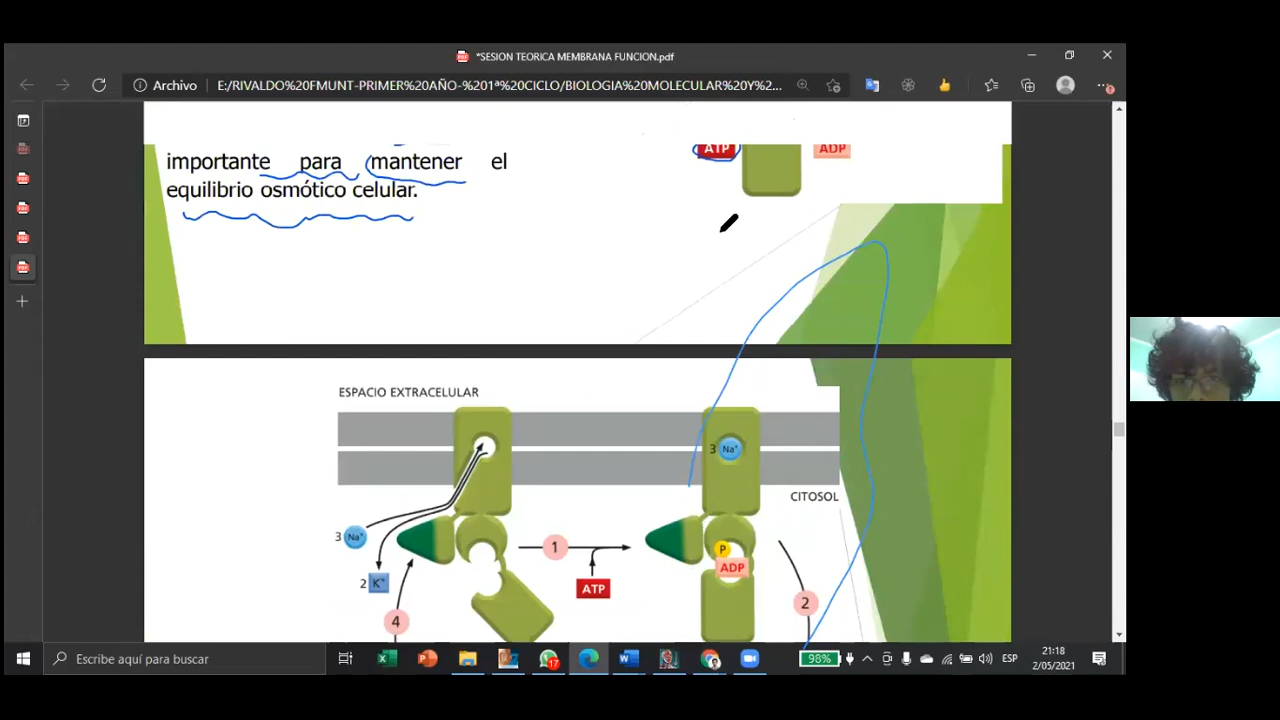 *SESION TEORICA MEMBRANA FUNCION.pdf
Archivo
E:/RIVALDO%20FMUNT-PRIMER%20AÑO-%201ª%20CICLO/BIOLOGIA%20MOLECULAR%20Y%2...
importante para mantener el
equilibrio osmótico celular.
ATP
ADP
ESPACIO EXTRACELULAR
3 Na⁺
CITOSOL
3 Na⁺
2 K⁺
1
P
ADP
ATP
2
4
Escribe aquí para buscar
17
98%
ESP
21:18
2/05/2021